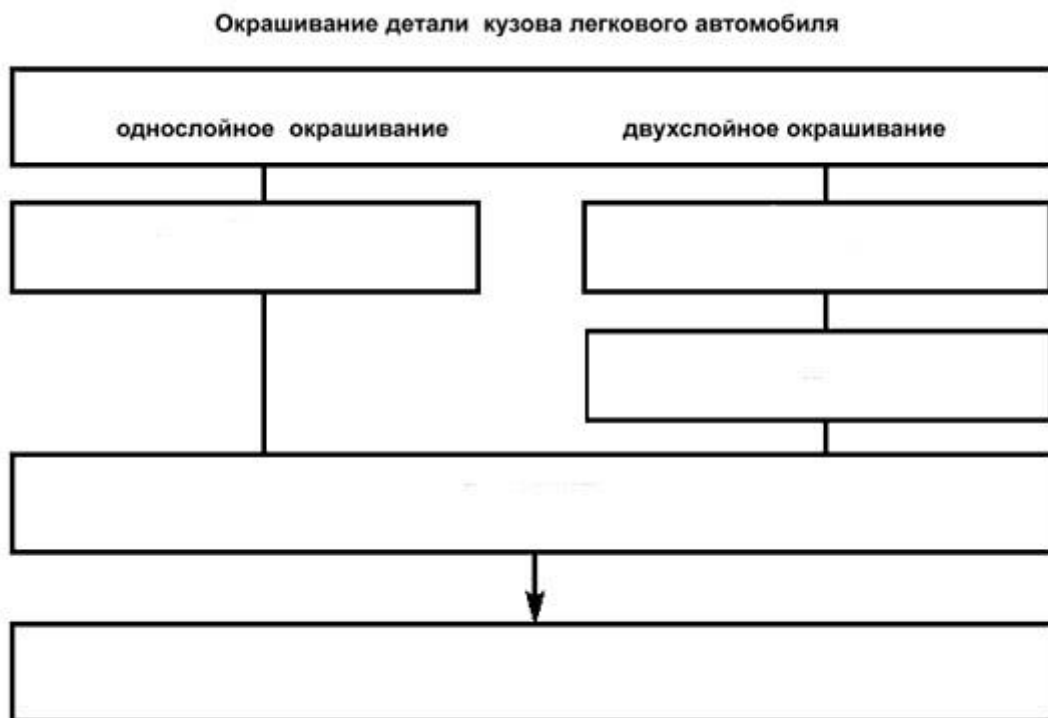 Окрашивание детали кузова легкового автомобиля
однослойное окрашивание
двухслойное окрашивание